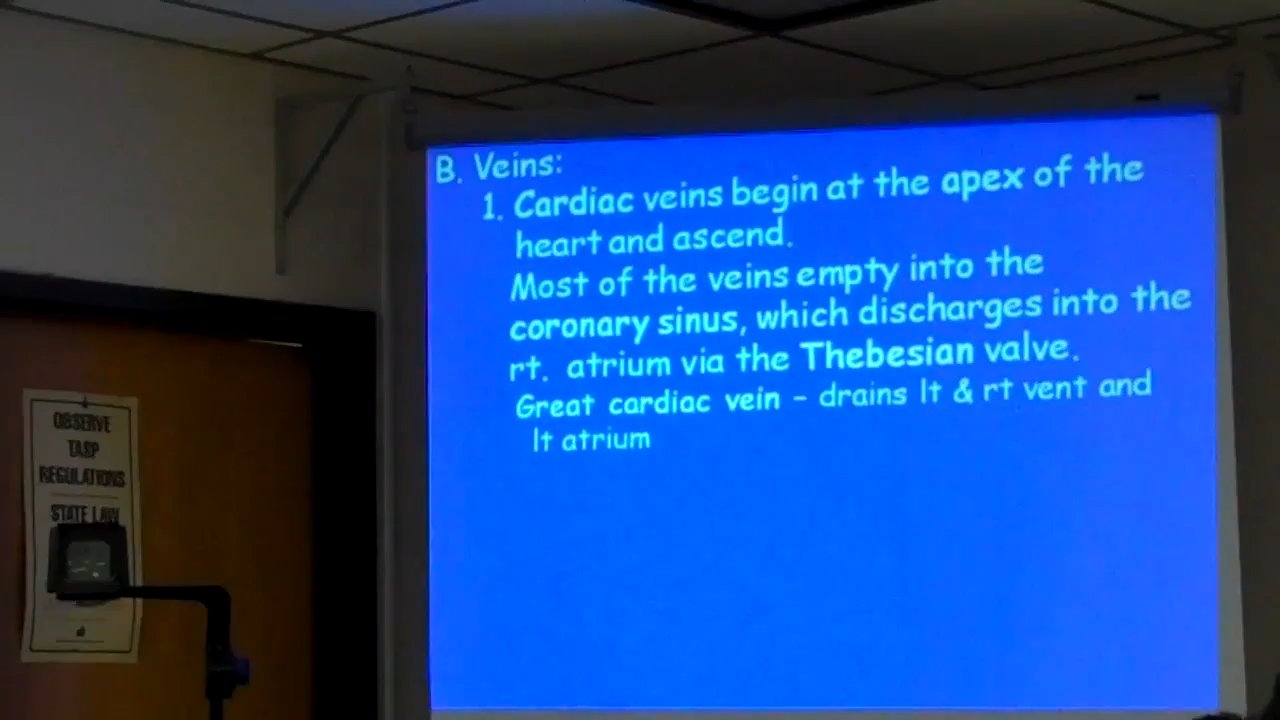 B. Veins:
1. Cardiac veins begin at the apex of the
heart and ascend.
Most of the veins empty into the
coronary sinus, which discharges into the
rt. atrium via the Thebesian valve.
Great cardiac vein – drains lt & rt vent and
lt atrium
OBSERVE
TASP
REGULATIONS
STATE LAW